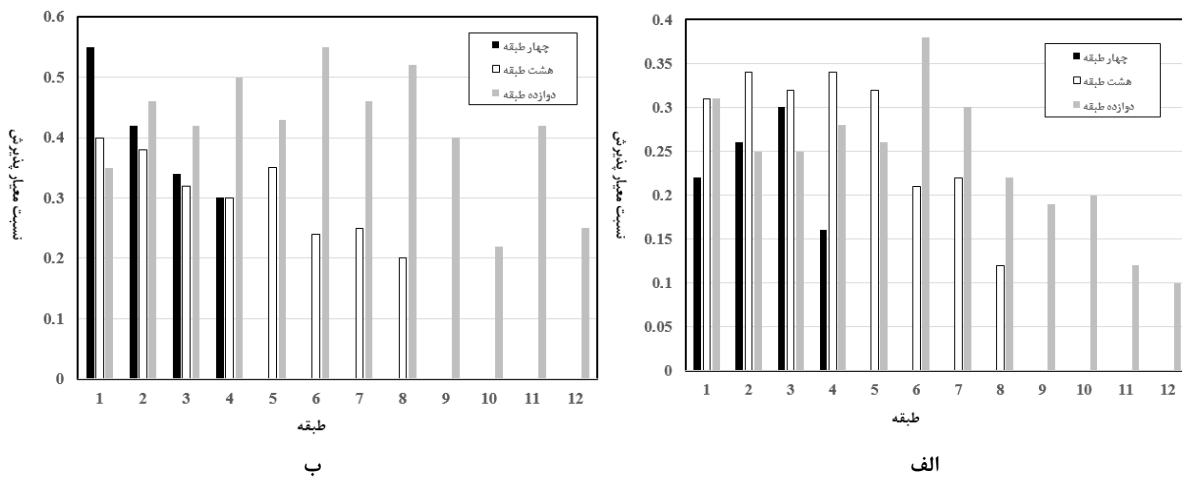 0.6
0.5
0.4
0.3
0.2
0.1
0
نسبت معیار پذیرش
چهار طبقه
هشت طبقه
دوازده طبقه
1 2 3 4 5 6 7 8 9 10 11 12
طبقه
ب
0.4
0.35
0.3
0.25
0.2
0.15
0.1
0.05
0
نسبت معیار پذیرش
چهار طبقه
هشت طبقه
دوازده طبقه
1 2 3 4 5 6 7 8 9 10 11 12
طبقه
الف